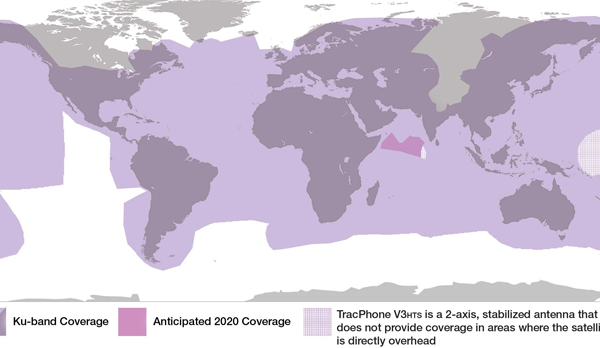 Ku-band Coverage
Anticipated 2020 Coverage
TracPhone V3HTS is a 2-axis, stabilized antenna that
does not provide coverage in areas where the satelli
is directly overhead